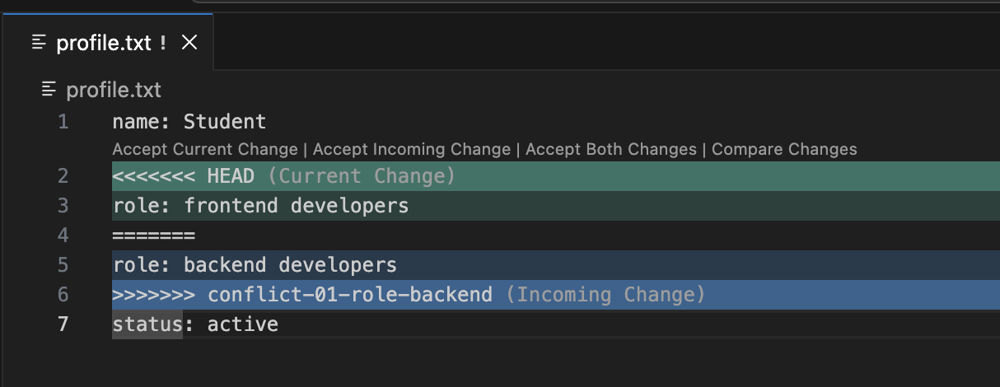 profile.txt !
profile.txt
1 name: Student
Accept Current Change | Accept Incoming Change | Accept Both Changes | Compare Changes
2 <<<<<<< HEAD (Current Change)
3 role: frontend developers
4 =======
5 role: backend developers
6 >>>>>>> conflict-01-role-backend (Incoming Change)
7 status: active